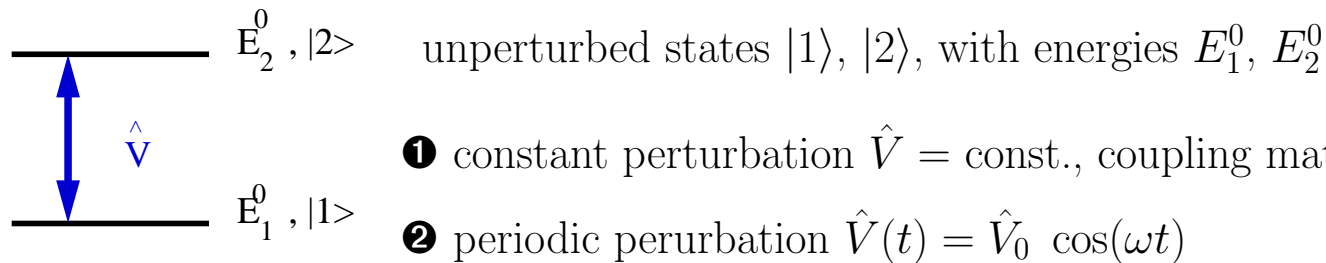 E₂⁰ , |2> unperturbed states |1⟩, |2⟩, with energies E₁⁰, E₂⁰
V̂ ❶ constant perturbation V̂ = const., coupling mat
E₁⁰ , |1>
❷ periodic perurbation V̂(t) = V̂₀ cos(ωt)